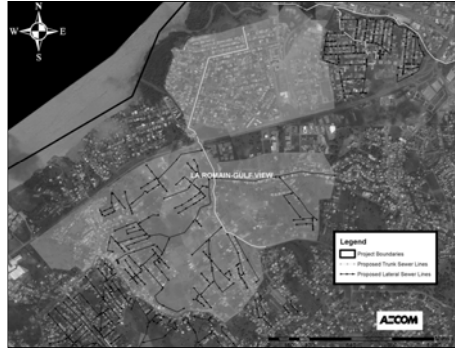 N
W E
S
LA ROMAIN-GULF VIEW
Legend
Project Boundaries
Proposed Trunk Sewer Lines
Proposed Lateral Sewer Lines
AECOM